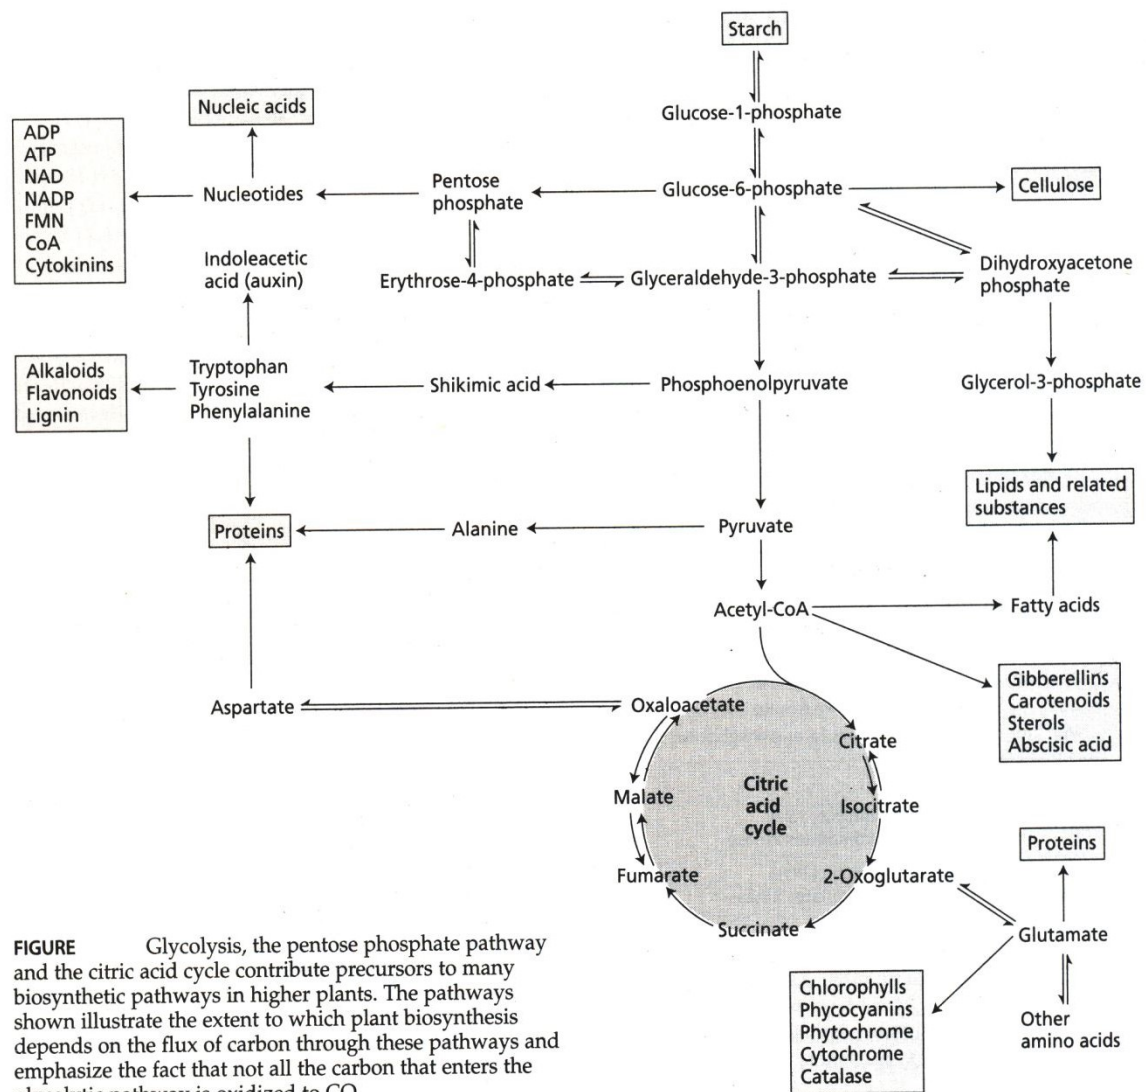 Starch
Glucose-1-phosphate
Nucleic acids
ADP
ATP
NAD
NADP
FMN
CoA
Cytokinins
Nucleotides
Pentose
phosphate
Glucose-6-phosphate
Cellulose
Indoleacetic
acid (auxin)
Erythrose-4-phosphate
Glyceraldehyde-3-phosphate
Dihydroxyacetone
phosphate
Alkaloids
Flavonoids
Lignin
Tryptophan
Tyrosine
Phenylalanine
Shikimic acid
Phosphoenolpyruvate
Glycerol-3-phosphate
Lipids and related
substances
Proteins
Alanine
Pyruvate
Acetyl-CoA
Fatty acids
Gibberellins
Carotenoids
Sterols
Abscisic acid
Aspartate
Oxaloacetate
Citrate
Malate
Citric
acid
cycle
Isocitrate
Fumarate
2-Oxoglutarate
Succinate
Proteins
Glutamate
Other
amino acids
Chlorophylls
Phycocyanins
Phytochrome
Cytochrome
Catalase
FIGURE Glycolysis, the pentose phosphate pathway
and the citric acid cycle contribute precursors to many
biosynthetic pathways in higher plants. The pathways
shown illustrate the extent to which plant biosynthesis
depends on the flux of carbon through these pathways and
emphasize the fact that not all the carbon that enters the
pathway is oxidized to CO